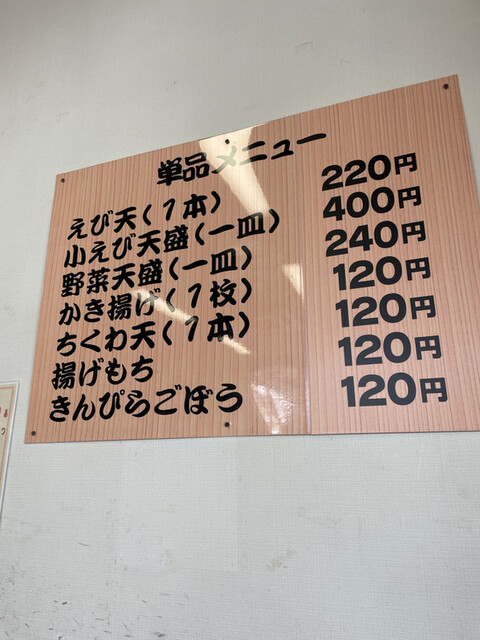 単品メニュー
えび天(1本) 220円
小えび天盛(一皿) 400円
野菜天盛(一皿) 240円
かき揚げ(1枚) 120円
ちくわ天(1本) 120円
揚げもち 120円
きんぴらごぼう 120円